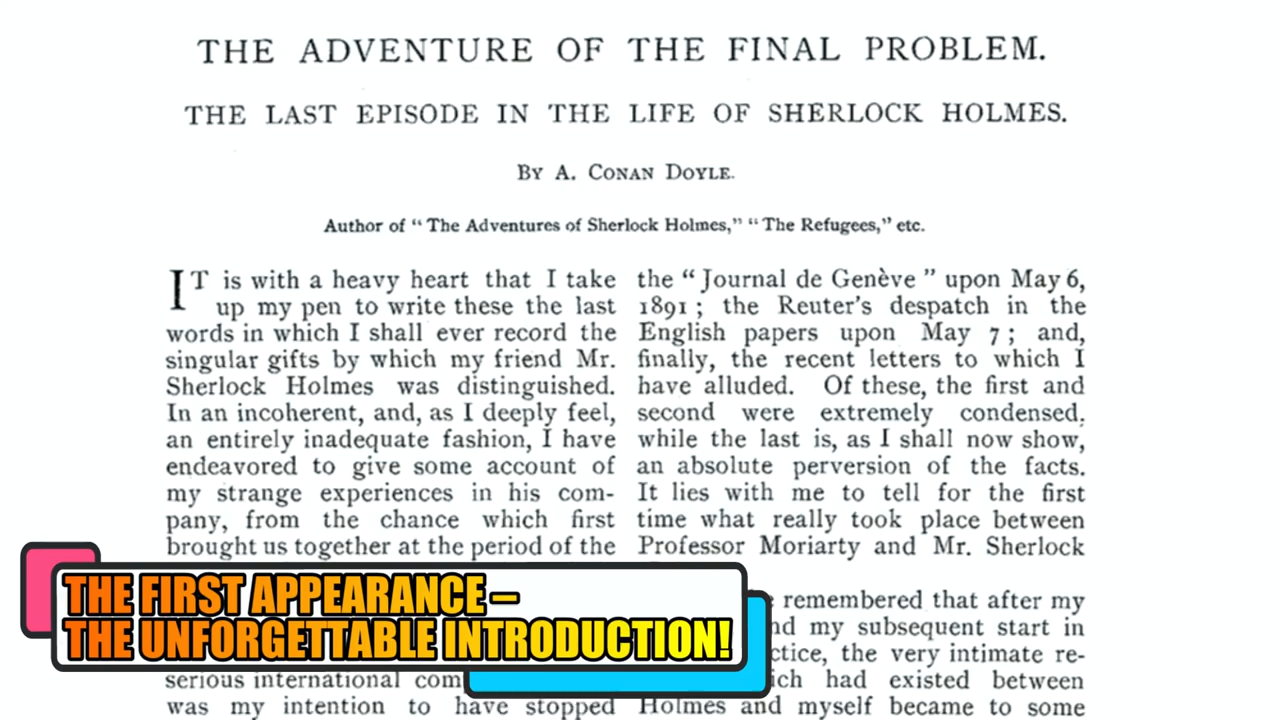 THE ADVENTURE OF THE FINAL PROBLEM.
THE LAST EPISODE IN THE LIFE OF SHERLOCK HOLMES.
BY A. CONAN DOYLE.
Author of “ The Adventures of Sherlock Holmes,” “ The Refugees,” etc.
IT is with a heavy heart that I take
up my pen to write these the last
words in which I shall ever record the
singular gifts by which my friend Mr.
Sherlock Holmes was distinguished.
In an incoherent, and, as I deeply feel,
an entirely inadequate fashion, I have
endeavored to give some account of
my strange experiences in his com-
pany, from the chance which first
brought us together at the period of the
serious international com
was my intention to have stopped
the “ Journal de Genève ” upon May 6,
1891 ; the Reuter’s despatch in the
English papers upon May 7 ; and,
finally, the recent letters to which I
have alluded. Of these, the first and
second were extremely condensed,
while the last is, as I shall now show,
an absolute perversion of the facts.
It lies with me to tell for the first
time what really took place between
Professor Moriarty and Mr. Sherlock
remembered that after my
my subsequent start in
the very intimate re-
had existed between
Holmes and myself became to some
THE FIRST APPEARANCE –
THE UNFORGETTABLE INTRODUCTION!